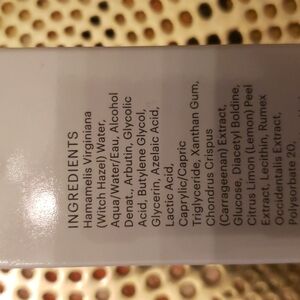 INGREDIENTS
Hamamelis Virginiana
(Witch Hazel) Water,
Aqua/Water/Eau, Alcohol
Denat., Arbutin, Glycolic
Acid, Butylene Glycol,
Glycerin, Azelaic Acid,
Lactic Acid,
Caprylic/Capric
Triglyceride, Xanthan Gum,
Chondrus Crispus
(Carrageenan) Extract,
Glucose, Diacetyl Boldine,
Citrus Limon (Lemon) Peel
Extract, Lecithin, Rumex
Occidentalis Extract,
Polysorbate 20.